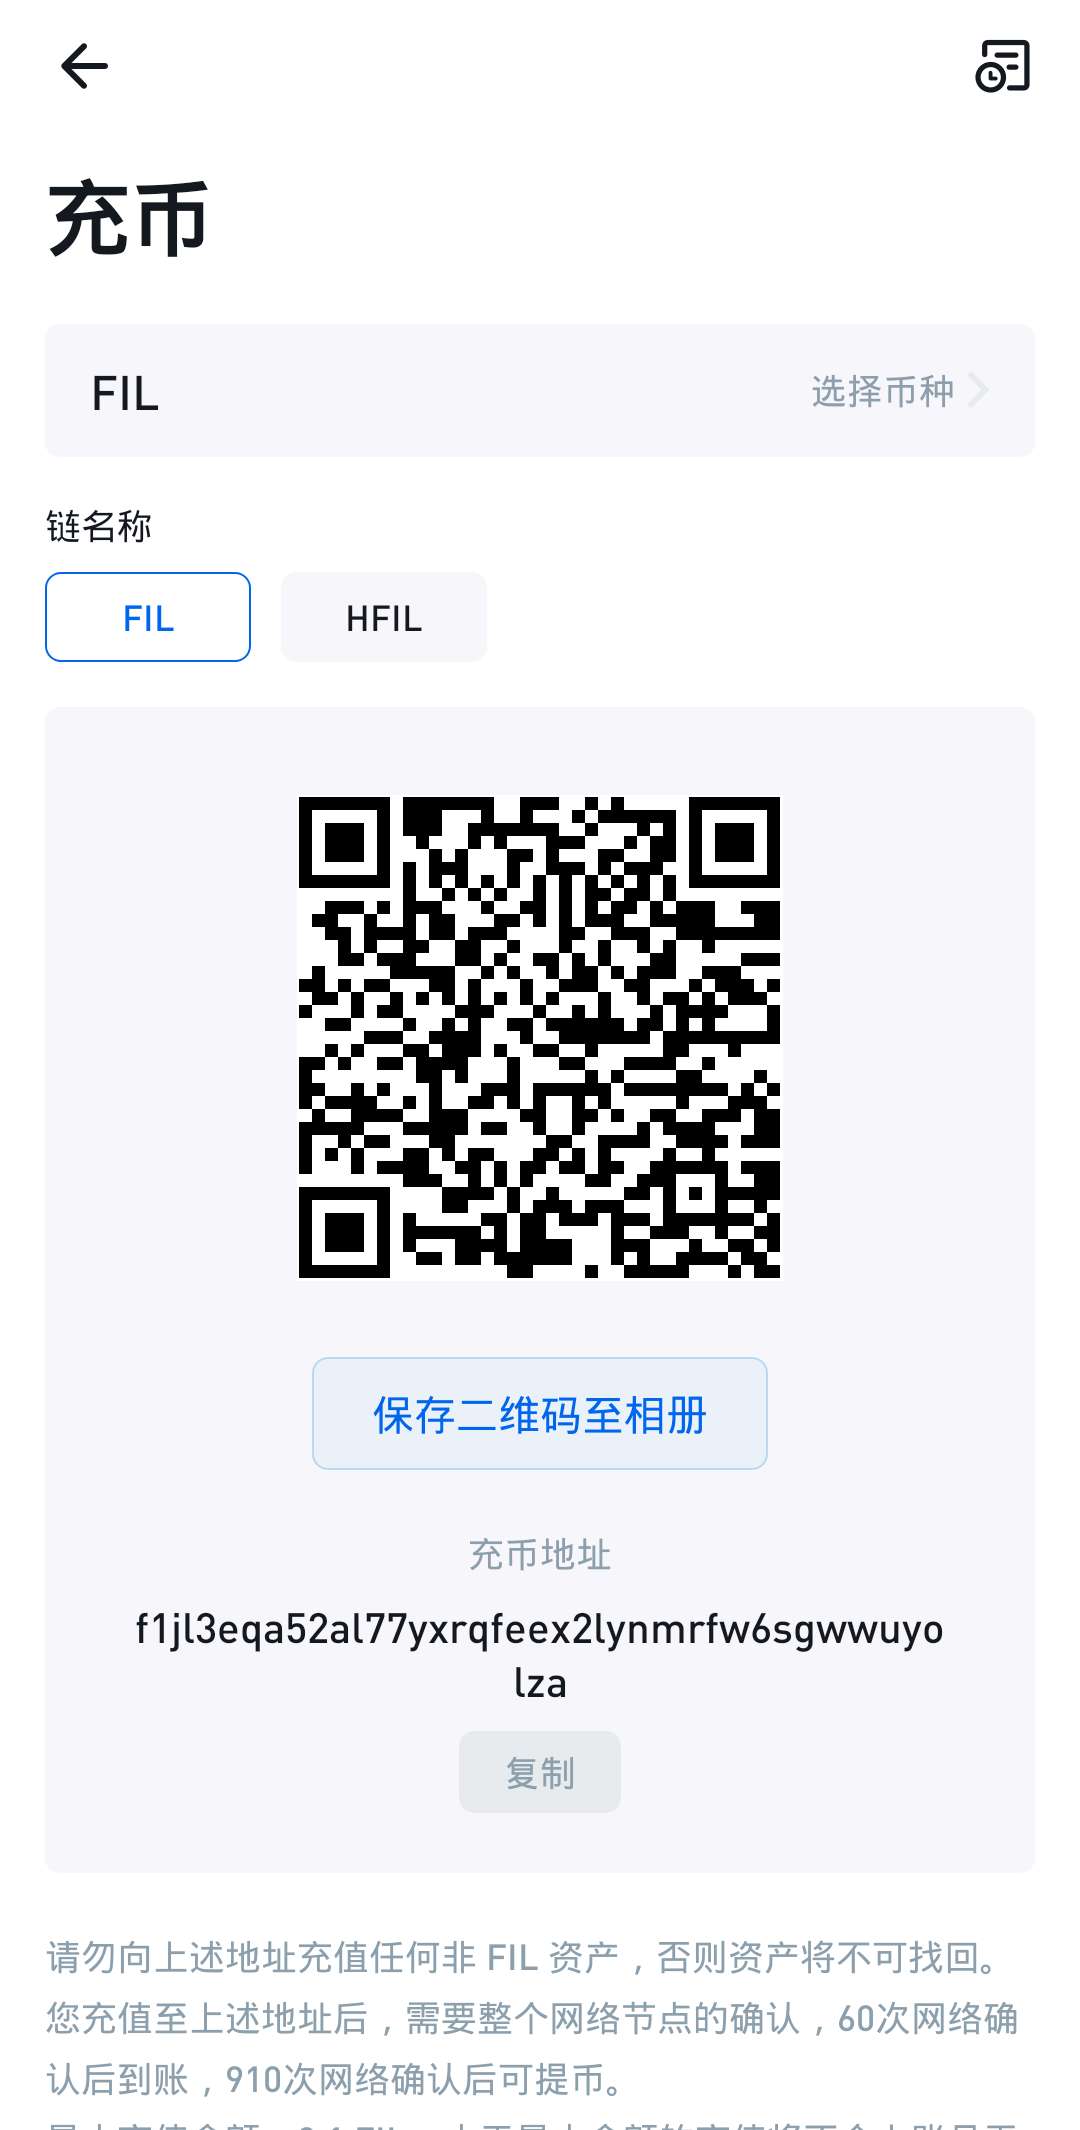 充币
FIL 选择币种
链名称
FIL HFIL
保存二维码至相册
充币地址
f1jl3eqa52al77yxrqfeex2lynmrfw6sgwwuyo
lza
复制
请勿向上述地址充值任何非 FIL 资产，否则资产将不可找回。
您充值至上述地址后，需要整个网络节点的确认，60次网络确
认后到账，910次网络确认后可提币。